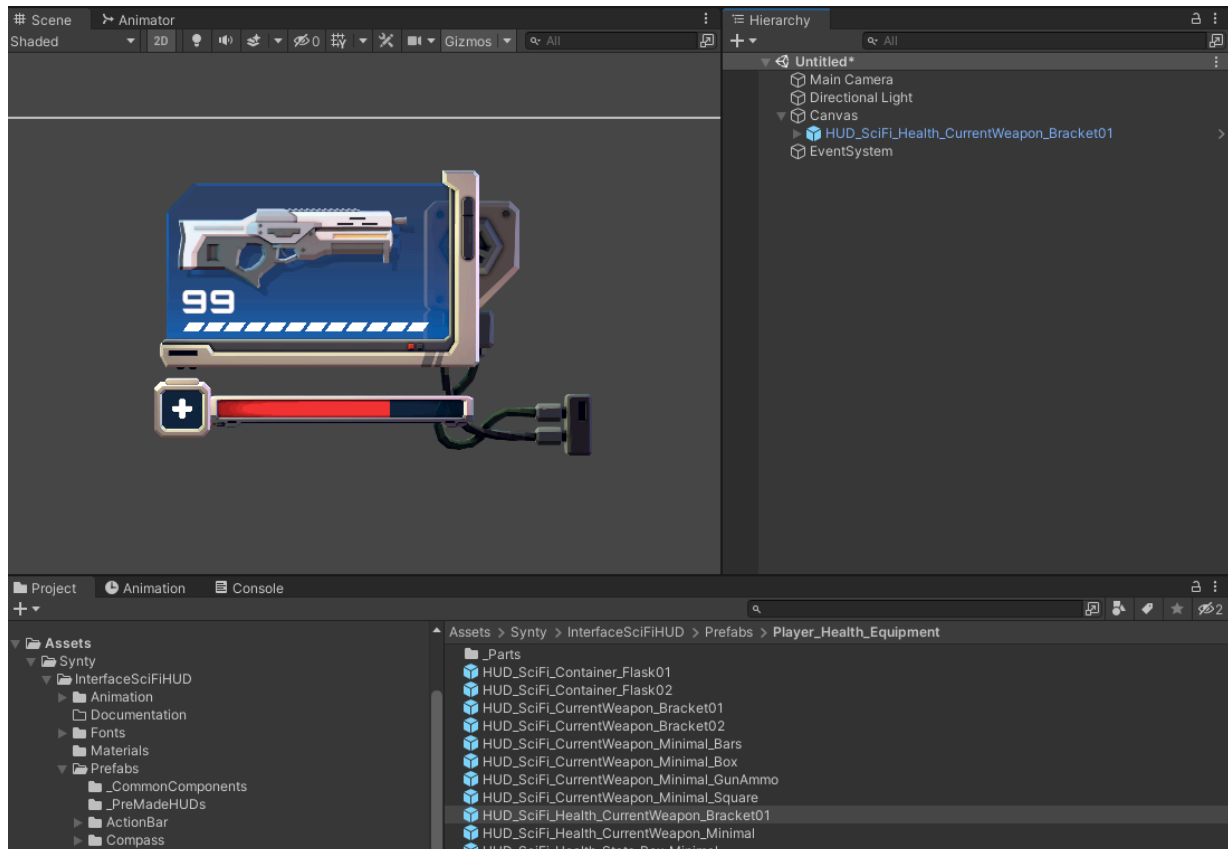 Scene
Animator
Shaded
2D
0
Gizmos
All
99
Hierarchy
All
Untitled*
Main Camera
Directional Light
Canvas
HUD_SciFi_Health_CurrentWeapon_Bracket01
EventSystem
Project
Animation
Console
2
Assets
Synty
InterfaceSciFiHUD
Animation
Documentation
Fonts
Materials
Prefabs
_CommonComponents
_PreMadeHUDs
ActionBar
Compass
Assets > Synty > InterfaceSciFiHUD > Prefabs > Player_Health_Equipment
_Parts
HUD_SciFi_Container_Flask01
HUD_SciFi_Container_Flask02
HUD_SciFi_CurrentWeapon_Bracket01
HUD_SciFi_CurrentWeapon_Bracket02
HUD_SciFi_CurrentWeapon_Minimal_Bars
HUD_SciFi_CurrentWeapon_Minimal_Box
HUD_SciFi_CurrentWeapon_Minimal_GunAmmo
HUD_SciFi_CurrentWeapon_Minimal_Square
HUD_SciFi_Health_CurrentWeapon_Bracket01
HUD_SciFi_Health_CurrentWeapon_Minimal